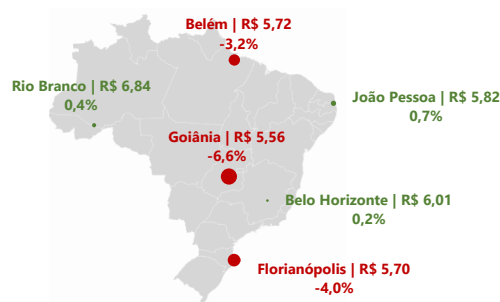 Belém | R$ 5,72
-3,2%
Rio Branco | R$ 6,84
0,4%
João Pessoa | R$ 5,82
0,7%
Goiânia | R$ 5,56
-6,6%
Belo Horizonte | R$ 6,01
0,2%
Florianópolis | R$ 5,70
-4,0%